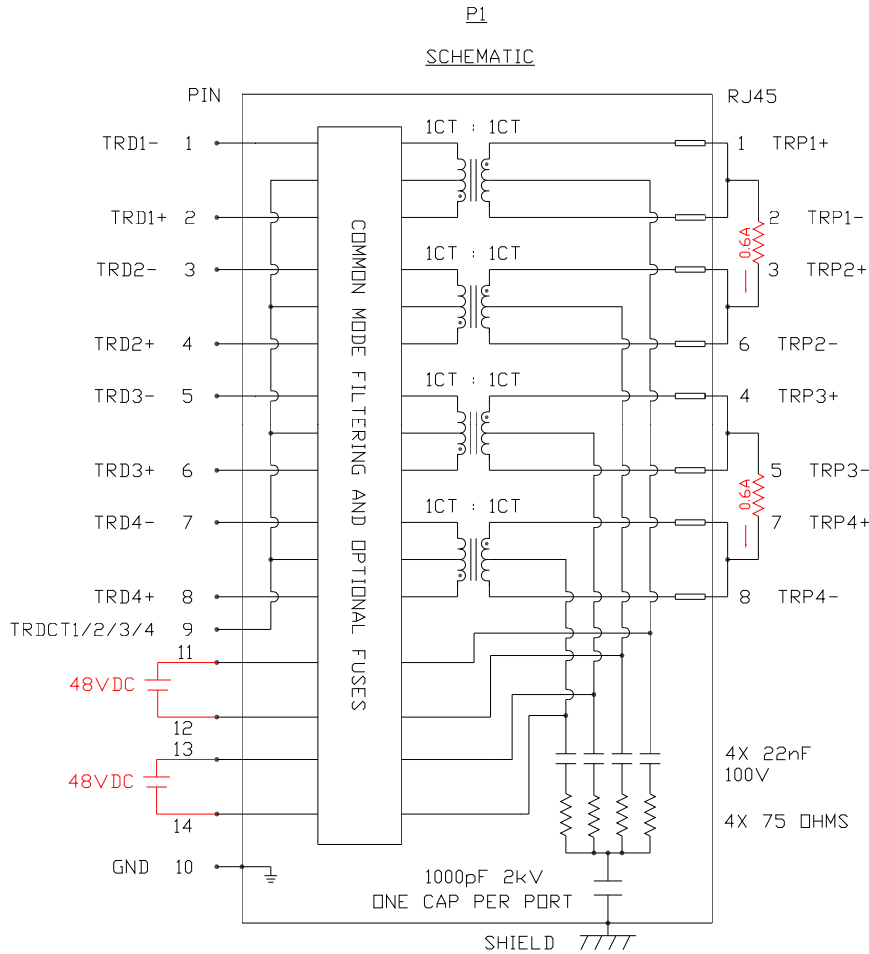 P1
SCHEMATIC
PIN
RJ45
1CT : 1CT
TRD1- 1
1 TRP1+
TRD1+ 2
2 TRP1-
0.6A
1CT : 1CT
TRD2- 3
3 TRP2+
TRD2+ 4
6 TRP2-
1CT : 1CT
TRD3- 5
4 TRP3+
TRD3+ 6
5 TRP3-
0.6A
1CT : 1CT
TRD4- 7
7 TRP4+
TRD4+ 8
8 TRP4-
TRDCT1/2/3/4 9
COMMON MODE FILTERING AND OPTIONAL FUSES
11
48VDC
12
13
48VDC
14
4X 22nF
100V
4X 75 OHMS
GND 10
1000pF 2kV
ONE CAP PER PORT
SHIELD